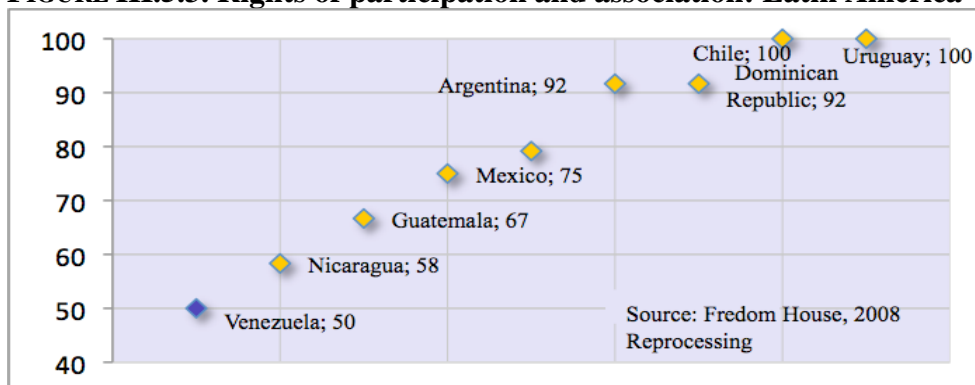 FIGURE III.3.3: Rights of participation and association: Latin America
100
90
80
70
60
50
40
Chile; 100
Uruguay; 100
Argentina; 92
Dominican
Republic; 92
Mexico; 75
Guatemala; 67
Nicaragua; 58
Venezuela; 50
Source: Fredom House, 2008
Reprocessing